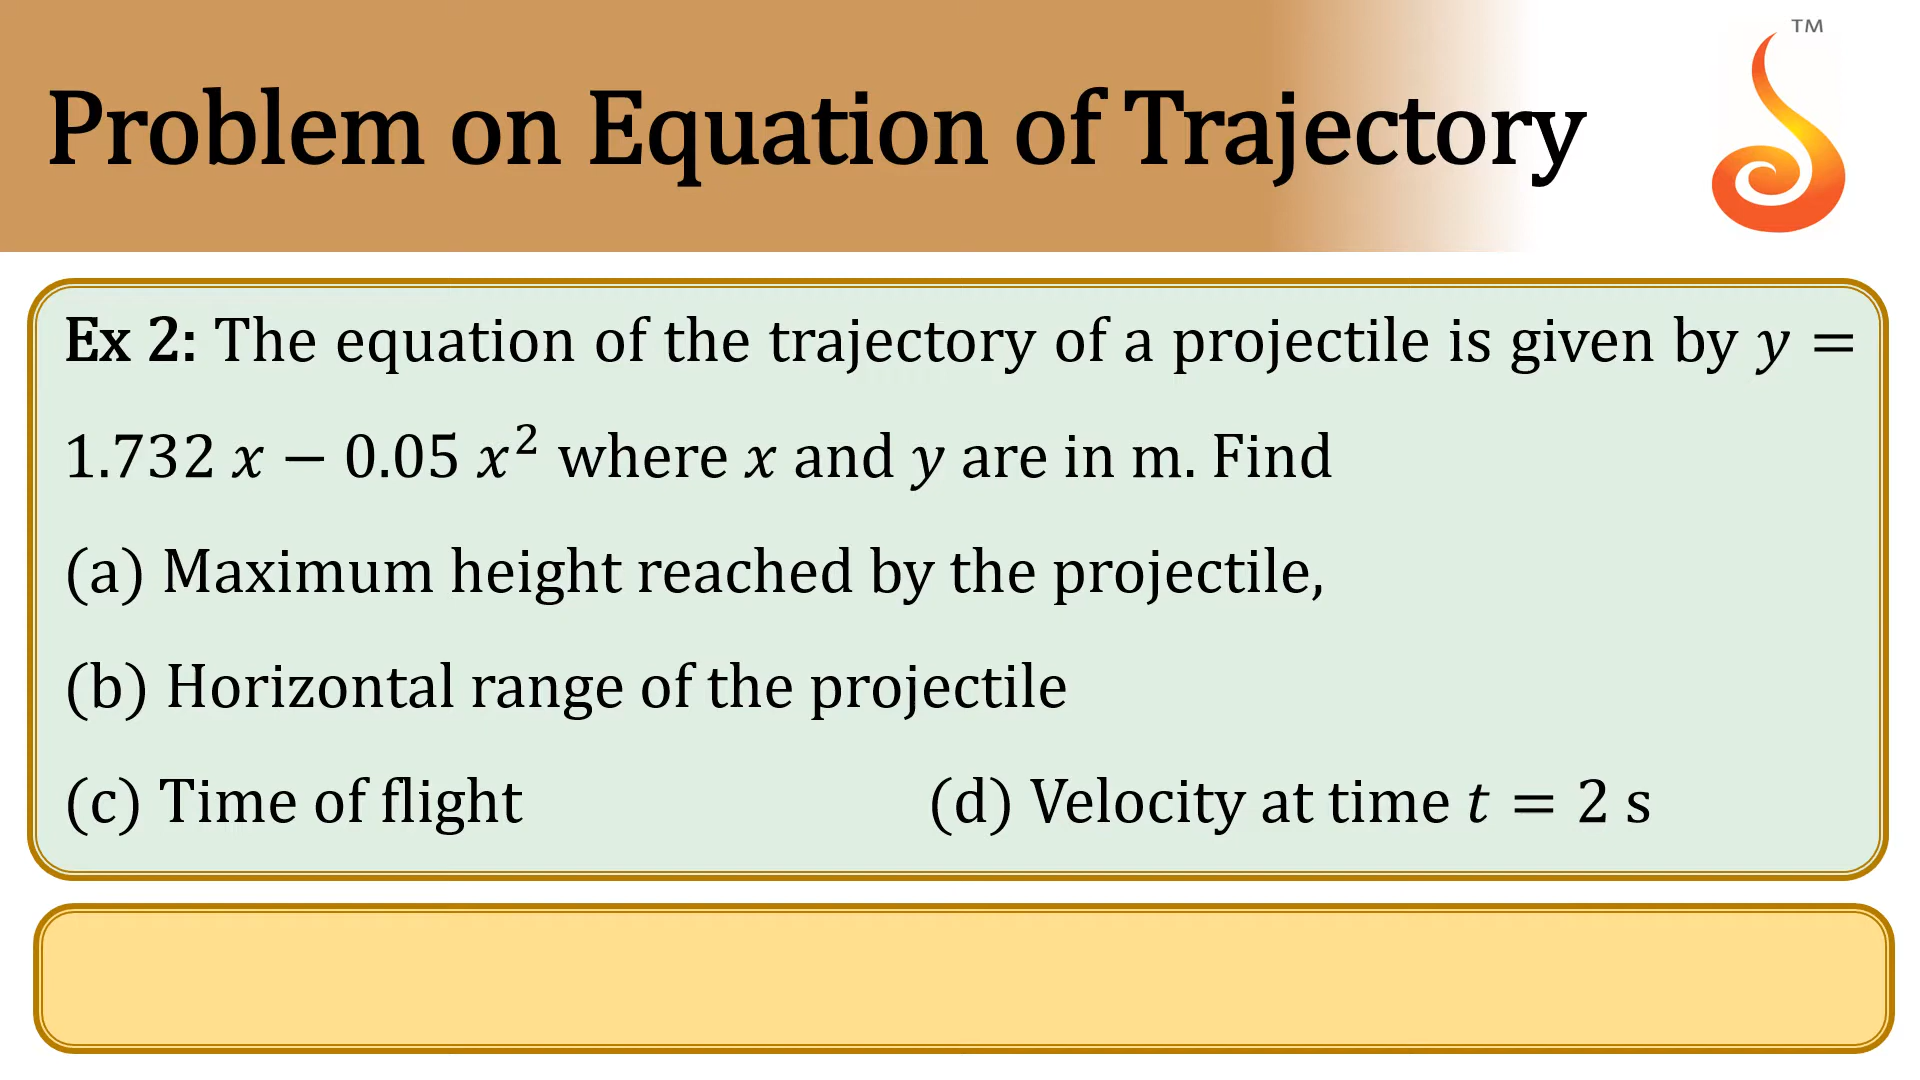 Problem on Equation of Trajectory
TM
Ex 2: The equation of the trajectory of a projectile is given by y =
1.732 x − 0.05 x² where x and y are in m. Find
(a) Maximum height reached by the projectile,
(b) Horizontal range of the projectile
(c) Time of flight (d) Velocity at time t = 2 s